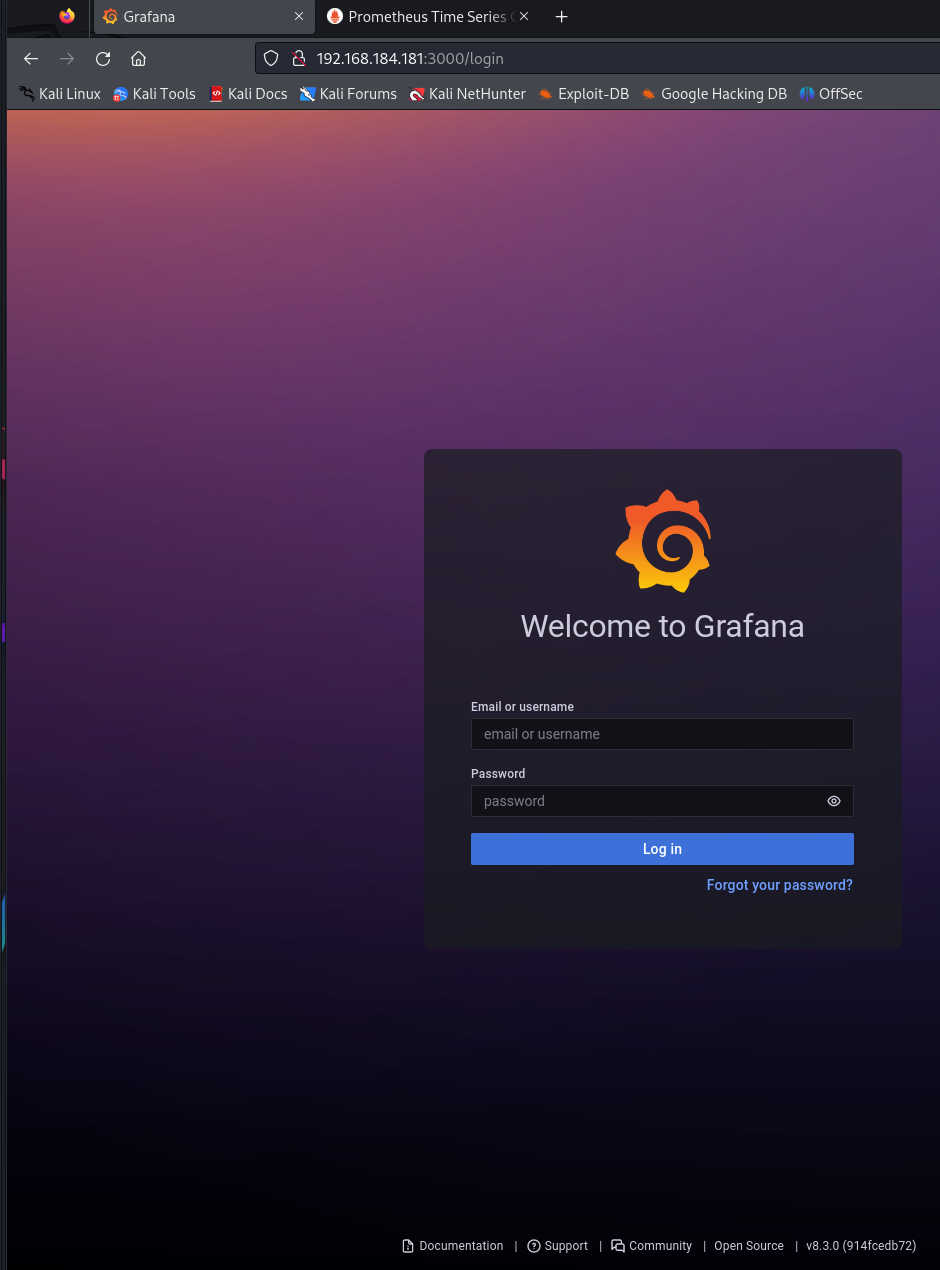 Grafana
Prometheus Time Series
192.168.184.181:3000/login
Kali Linux Kali Tools Kali Docs Kali Forums Kali NetHunter Exploit-DB Google Hacking DB OffSec
Welcome to Grafana
Email or username
email or username
Password
password
Log in
Forgot your password?
Documentation | Support | Community | Open Source | v8.3.0 (914fcedb72)